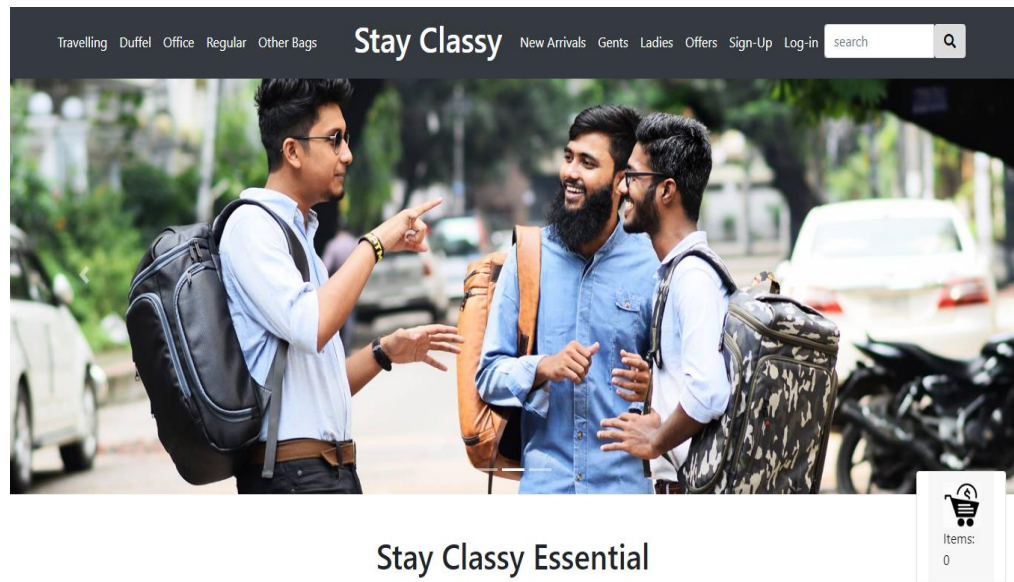 Travelling Duffel Office Regular Other Bags Stay Classy New Arrivals Gents Ladies Offers Sign-Up Log-in search
Stay Classy Essential
Items:
0